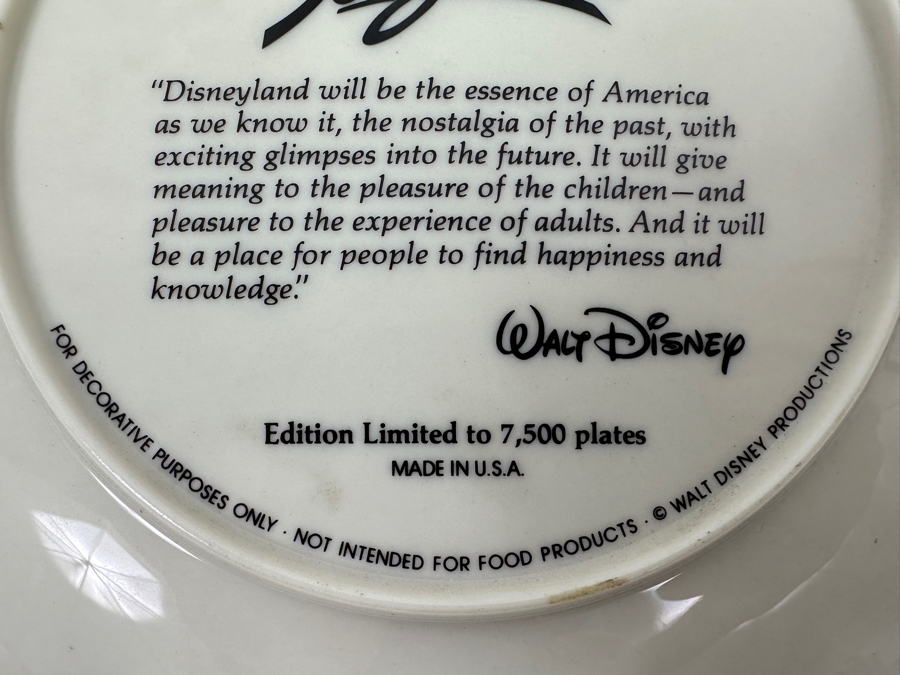 “Disneyland will be the essence of America
as we know it, the nostalgia of the past, with
exciting glimpses into the future. It will give
meaning to the pleasure of the children—and
pleasure to the experience of adults. And it will
be a place for people to find happiness and
knowledge.”
WALT DISNEY
Edition Limited to 7,500 plates
MADE IN U.S.A.
FOR DECORATIVE PURPOSES ONLY · NOT INTENDED FOR FOOD PRODUCTS · © WALT DISNEY PRODUCTIONS